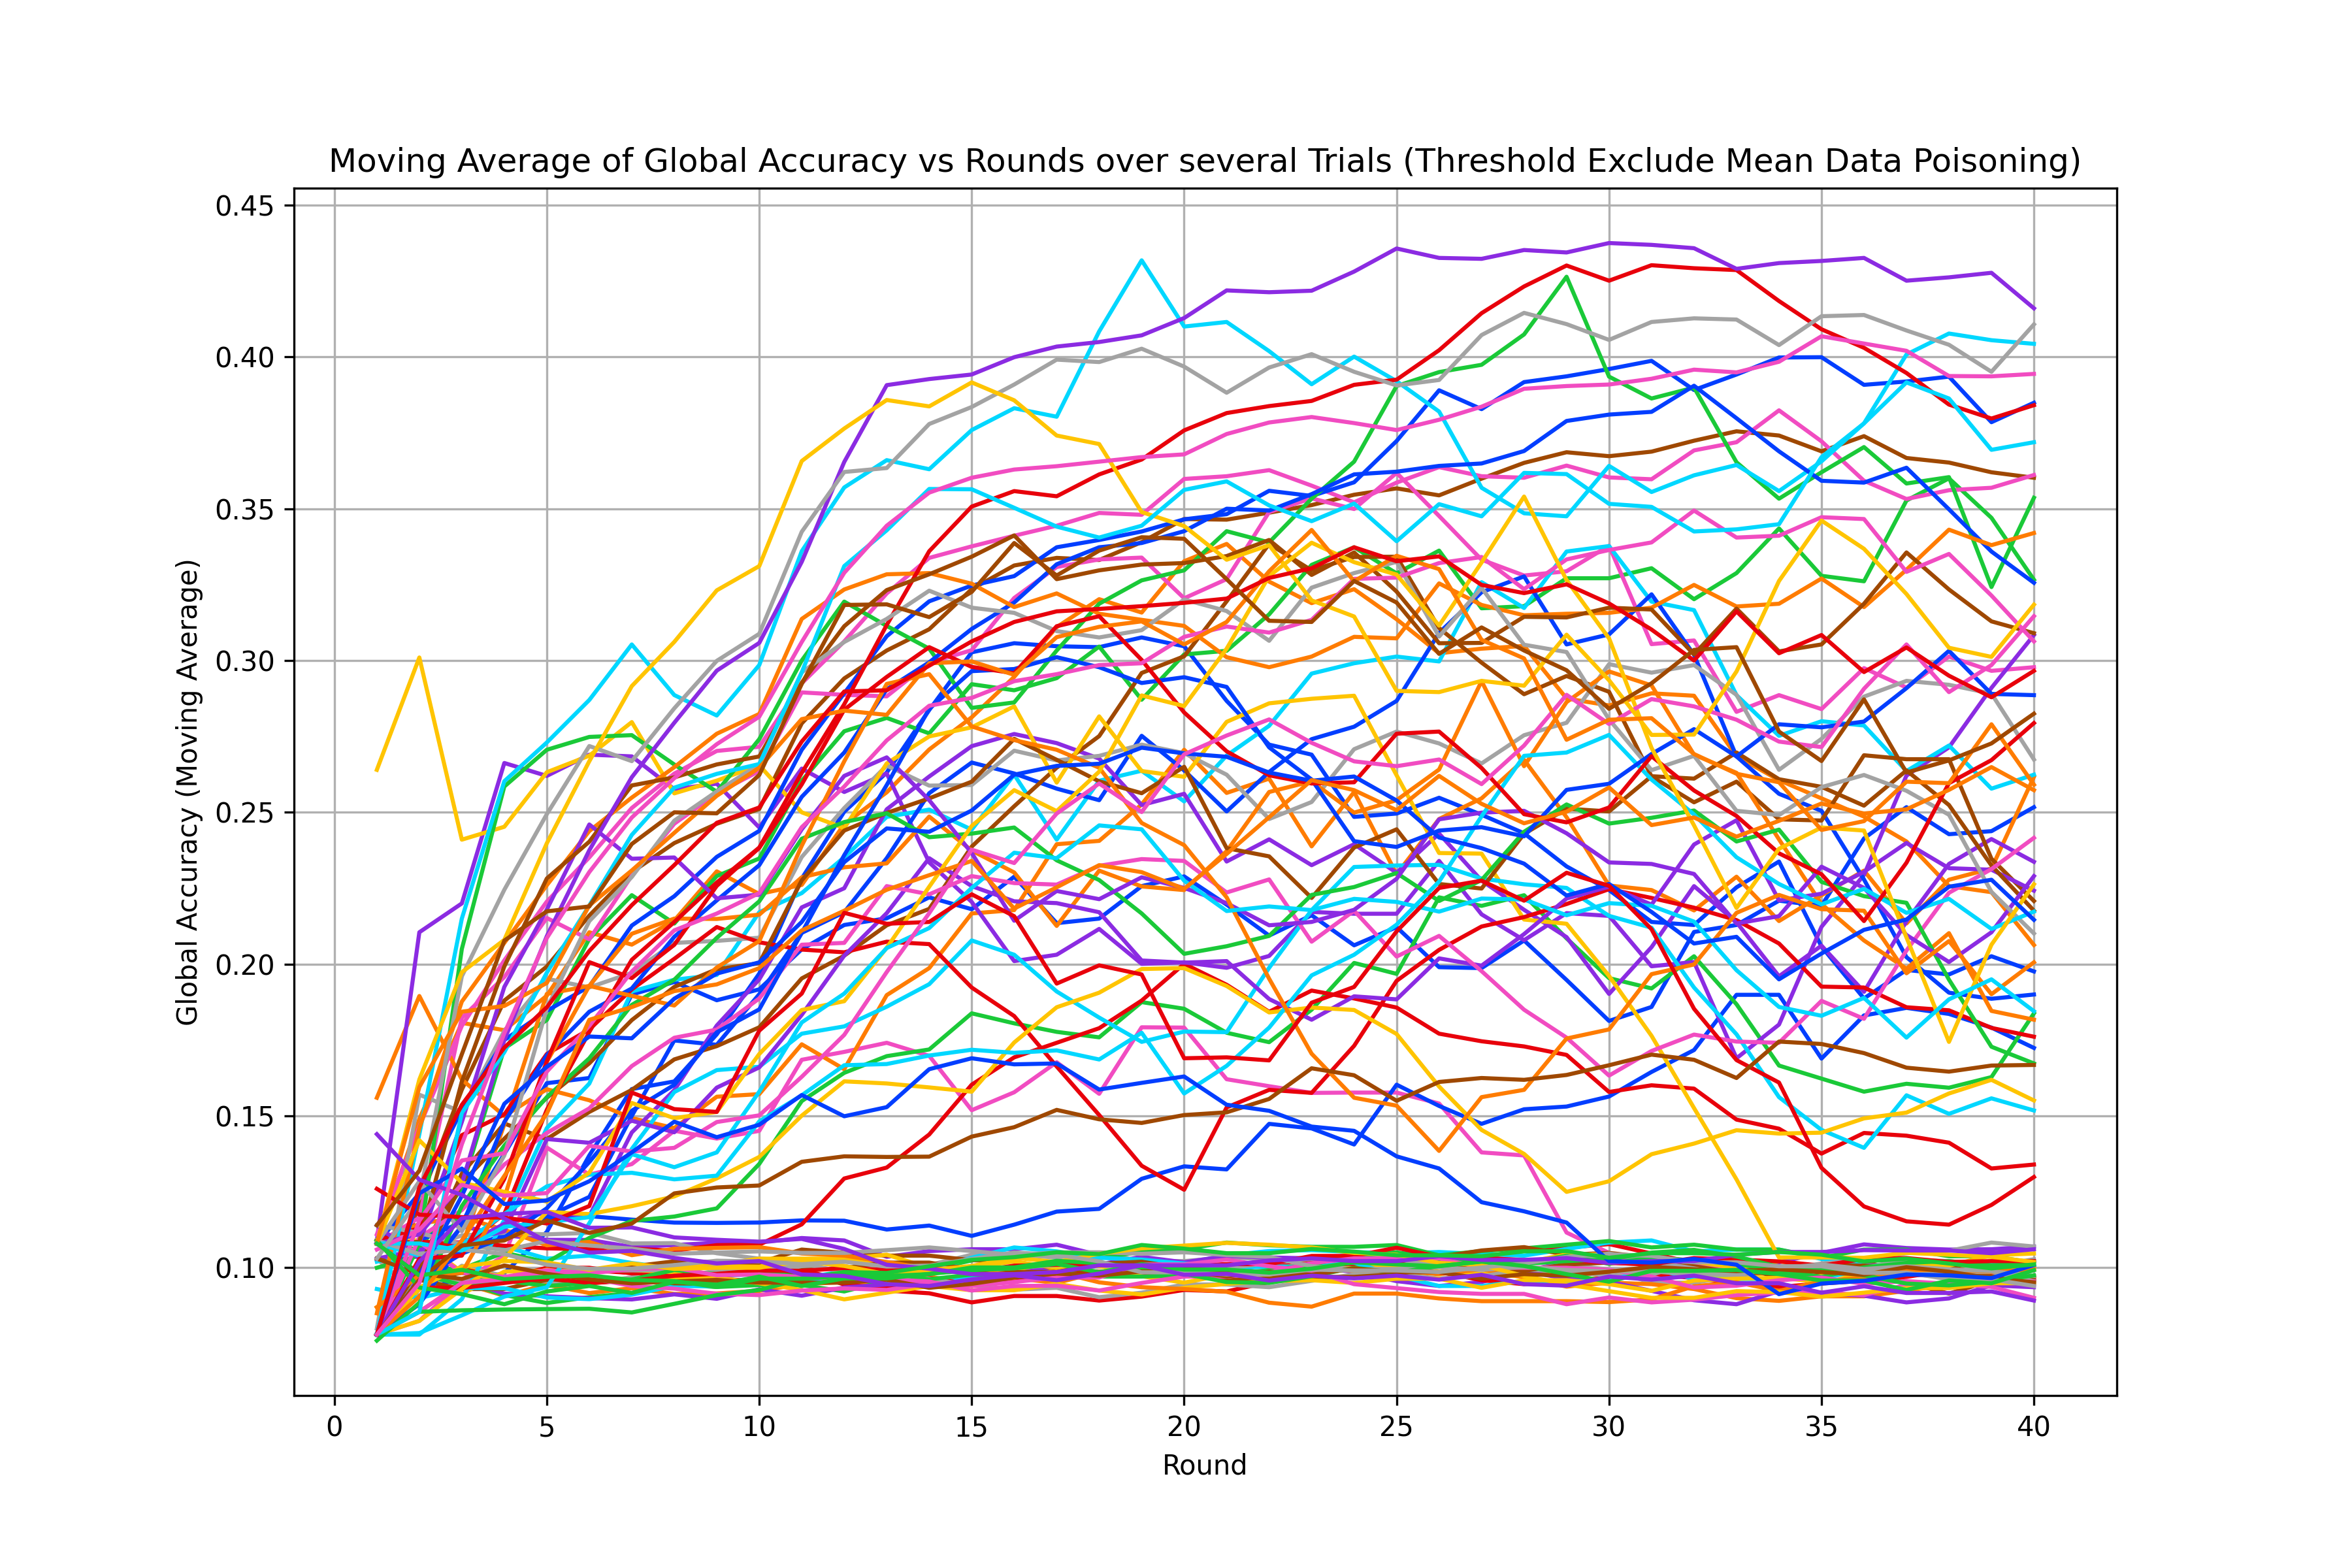 Moving Average of Global Accuracy vs Rounds over several Trials (Threshold Exclude Mean Data Poisoning)
Global Accuracy (Moving Average)
0.45
0.40
0.35
0.30
0.25
0.20
0.15
0.10
0 5 10 15 20 25 30 35 40
Round